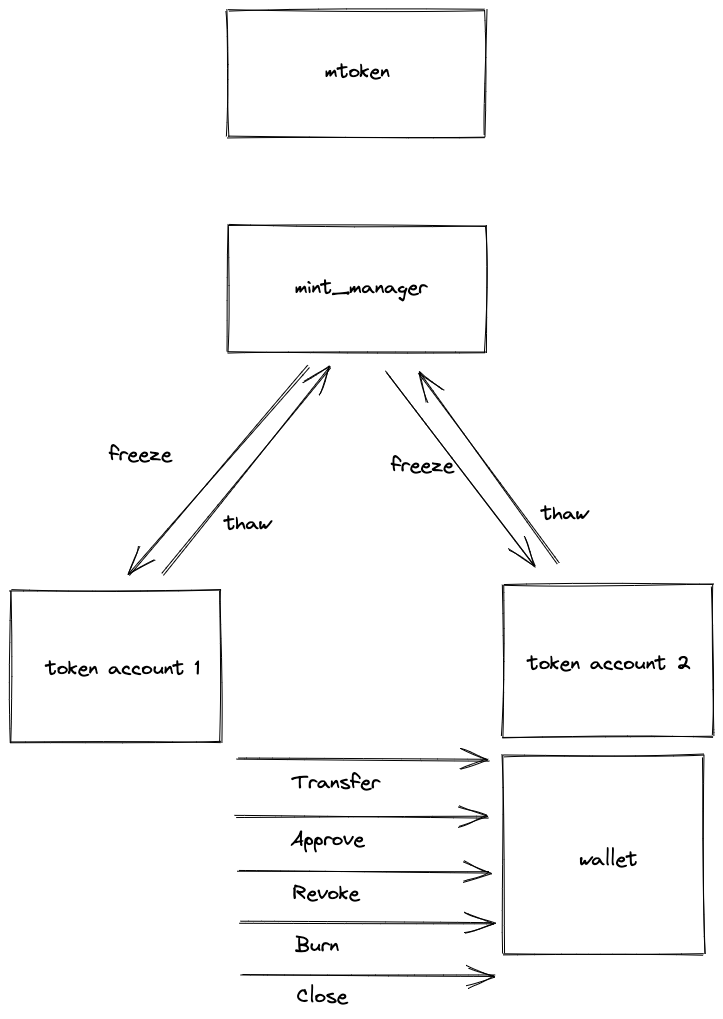 mtoken
mint_manager
freeze
freeze
thaw
thaw
token account 1
token account 2
Transfer
Approve
wallet
Revoke
Burn
Close